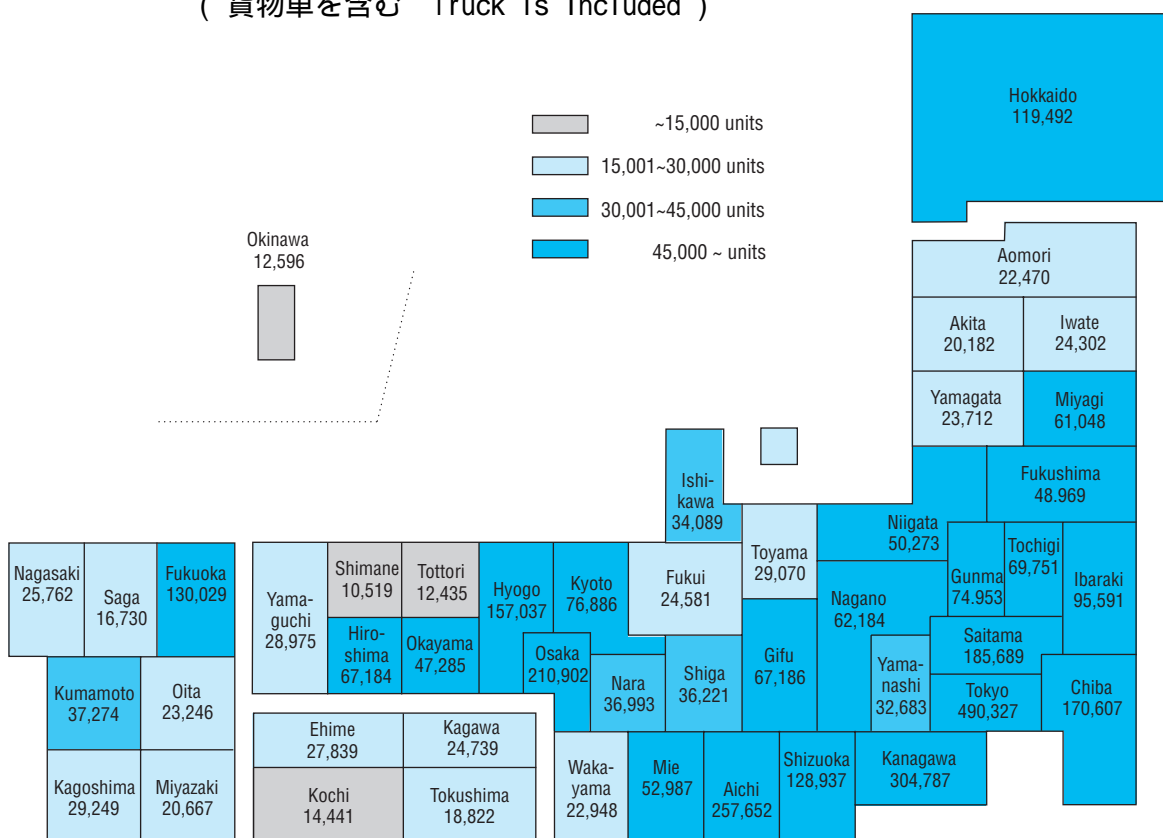 ( 貨物車を含む Truck is Included )
Hokkaido
119,492
~15,000 units
15,001~30,000 units
30,001~45,000 units
45,000 ~ units
Okinawa
12,596
Aomori
22,470
Akita
20,182
Iwate
24,302
Yamagata
23,712
Miyagi
61,048
Ishi-
kawa
34,089
Fukushima
48.969
Niigata
50,273
Toyama
29,070
Tochigi
69,751
Gunma
74.953
Ibaraki
95,591
Nagasaki
25,762
Saga
16,730
Fukuoka
130,029
Yama-
guchi
28,975
Shimane
10,519
Tottori
12,435
Hyogo
157,037
Kyoto
76,886
Fukui
24,581
Nagano
62,184
Hiro-
shima
67,184
Okayama
47,285
Osaka
210,902
Nara
36,993
Shiga
36,221
Gifu
67,186
Yama-
nashi
32,683
Saitama
185,689
Tokyo
490,327
Chiba
170,607
Kumamoto
37,274
Oita
23,246
Ehime
27,839
Kagawa
24,739
Kagoshima
29,249
Miyazaki
20,667
Kochi
14,441
Tokushima
18,822
Waka-
yama
22,948
Mie
52,987
Aichi
257,652
Shizuoka
128,937
Kanagawa
304,787